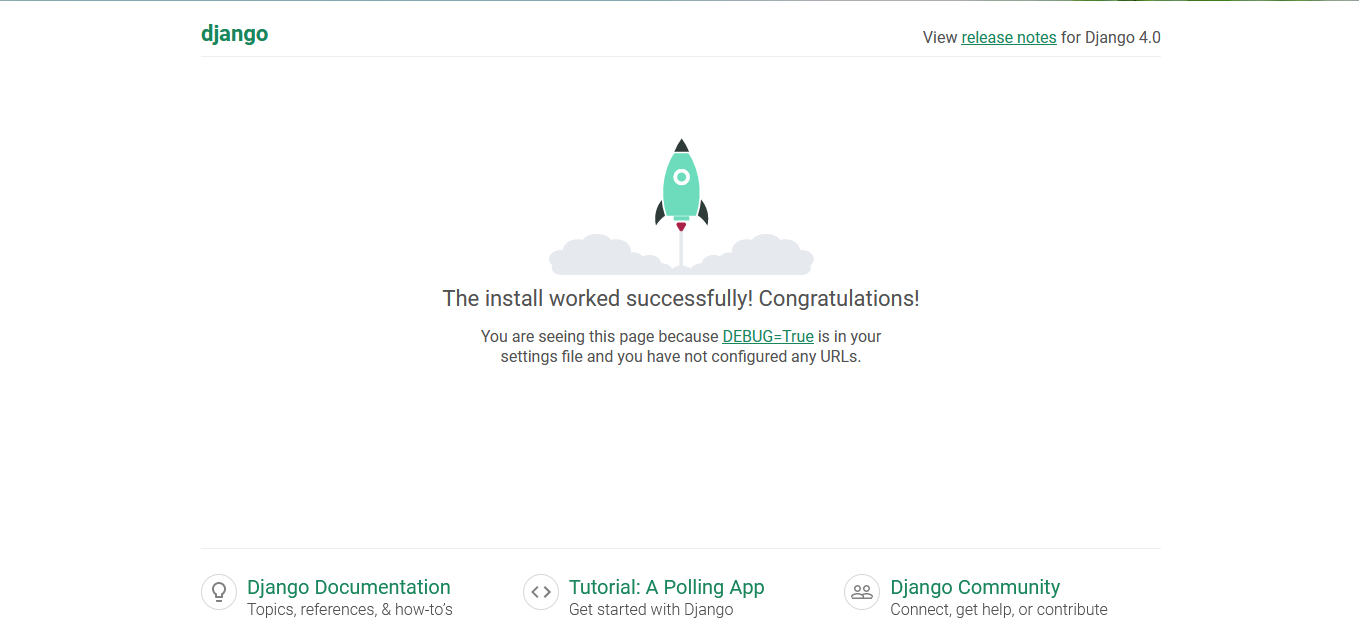 django
View release notes for Django 4.0
The install worked successfully! Congratulations!
You are seeing this page because DEBUG=True is in your
settings file and you have not configured any URLs.
Django Documentation
Topics, references, & how-to’s
Tutorial: A Polling App
Get started with Django
Django Community
Connect, get help, or contribute